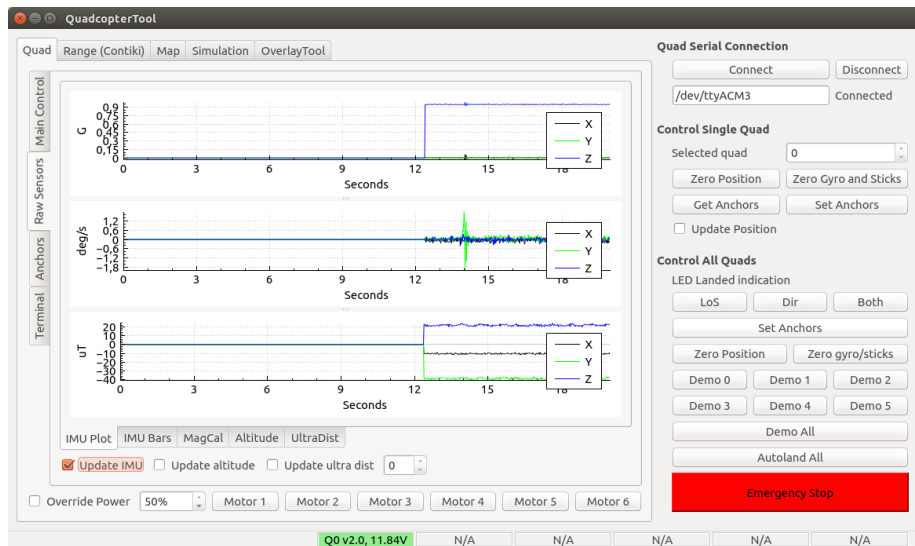 QuadcopterTool
Quad Range (Contiki) Map Simulation OverlayTool
Main Control
Raw Sensors
Anchors
Terminal
G
0,9
0,75
0,6
0,45
0,3
0,15
0
0 3 6 9 12 15 18
Seconds
X
Y
Z
deg/s
1,2
0,6
0
−0,6
−1,2
−1,8
0 3 6 9 12 15 18
Seconds
X
Y
Z
uT
20
10
0
−10
−20
−30
−40
0 3 6 9 12 15 18
Seconds
X
Y
Z
IMU Plot IMU Bars MagCal Altitude UltraDist
Update IMU Update altitude Update ultra dist 0
Override Power 50% Motor 1 Motor 2 Motor 3 Motor 4 Motor 5 Motor 6
Quad Serial Connection
Connect Disconnect
/dev/ttyACM3 Connected
Control Single Quad
Selected quad 0
Zero Position Zero Gyro and Sticks
Get Anchors Set Anchors
Update Position
Control All Quads
LED Landed indication
LoS Dir Both
Set Anchors
Zero Position Zero gyro/sticks
Demo 0 Demo 1 Demo 2
Demo 3 Demo 4 Demo 5
Demo All
Autoland All
Emergency Stop
Q0 v2.0, 11.84V N/A N/A N/A N/A N/A